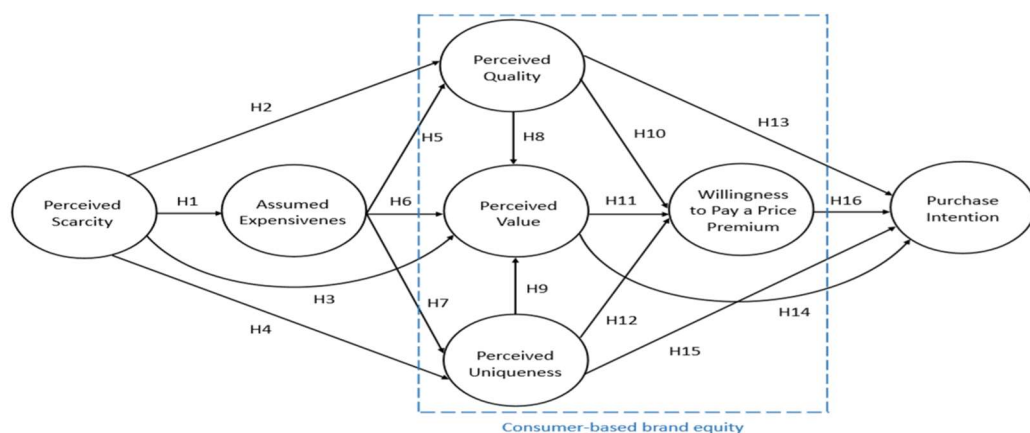 Perceived
Quality
H2
H13
H5
H8
H10
Perceived
Scarcity
H1
Assumed
Expensivenes
H6
Perceived
Value
H11
Willingness
to Pay a Price
Premium
H16
Purchase
Intention
H3
H7
H9
H4
H12
H14
H15
Perceived
Uniqueness
Consumer-based brand equity